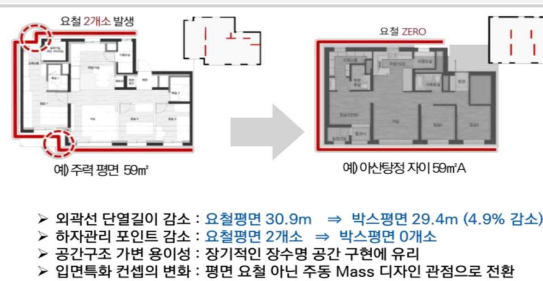 요철 2개소 발생
요철 ZERO
예) 주력 평면 59㎡
예) 아산탕정 자이 59㎡A
➢ 외곽선 단열길이 감소 : 요철평면 30.9m ⇒ 박스평면 29.4m (4.9% 감소)
➢ 하자관리 포인트 감소 : 요철평면 2개소 ⇒ 박스평면 0개소
➢ 공간구조 가변 용이성 : 장기적인 장수명 공간 구현에 유리
➢ 입면특화 컨셉의 변화 : 평면 요철 아닌 주동 Mass 디자인 관점으로 전환